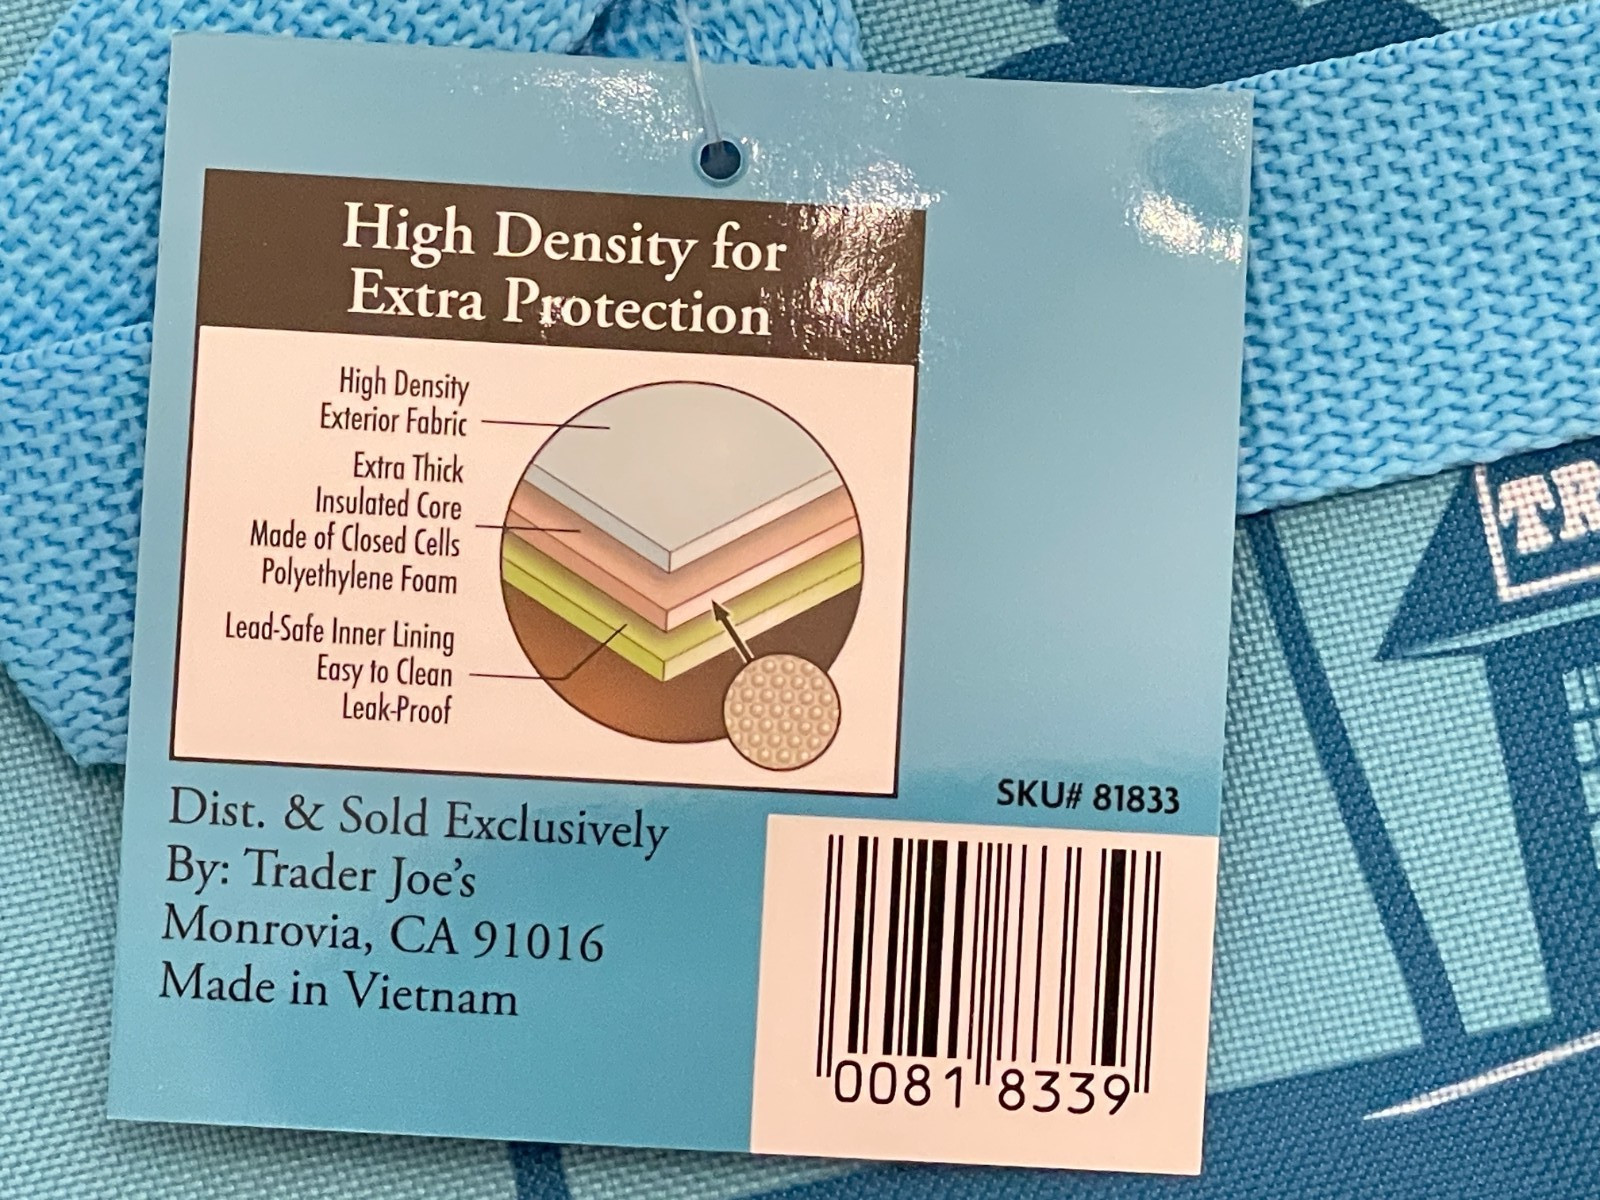 High Density for
Extra Protection
High Density
Exterior Fabric
Extra Thick
Insulated Core
Made of Closed Cells
Polyethylene Foam
Lead-Safe Inner Lining
Easy to Clean
Leak-Proof
Dist. & Sold Exclusively
By: Trader Joe's
Monrovia, CA 91016
Made in Vietnam
SKU# 81833
0081 8339